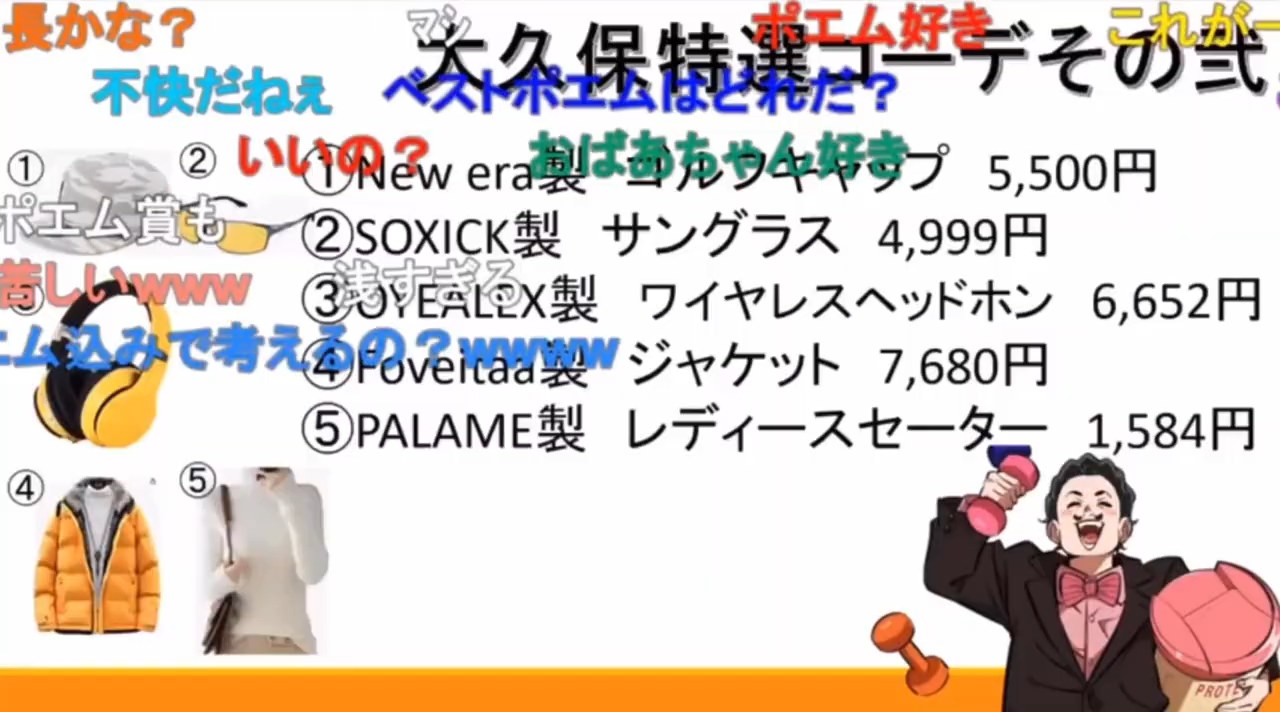 長かな？
マシ
ポエム好き
これが一
大久保特選コーデその弐
不快だねぇ
ベストポエムはどれだ？
いいの？
おばあちゃん好き
①
②
①New era製 ゴルフキャップ 5,500円
ポエム賞も
②SOXICK製 サングラス 4,999円
苦しいwww
浅すぎる
③OYEALEX製 ワイヤレスヘッドホン 6,652円
エム込みで考えるの？wwww
④Foveitaa製 ジャケット 7,680円
⑤PALAME製 レディースセーター 1,584円
④
⑤
PROTE